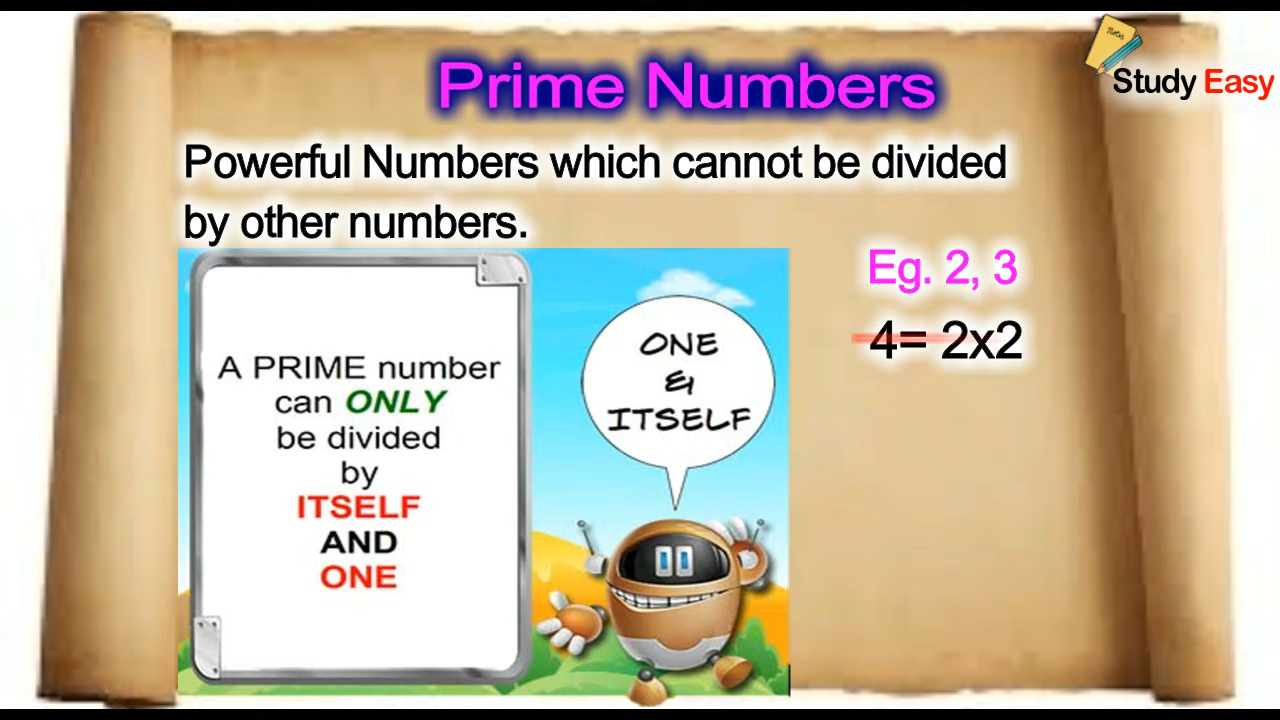 Prime Numbers
Notes
Study Easy
Powerful Numbers which cannot be divided
by other numbers.
A PRIME number
can ONLY
be divided
by
ITSELF
AND
ONE
ONE
&
ITSELF
Eg. 2, 3
4= 2x2